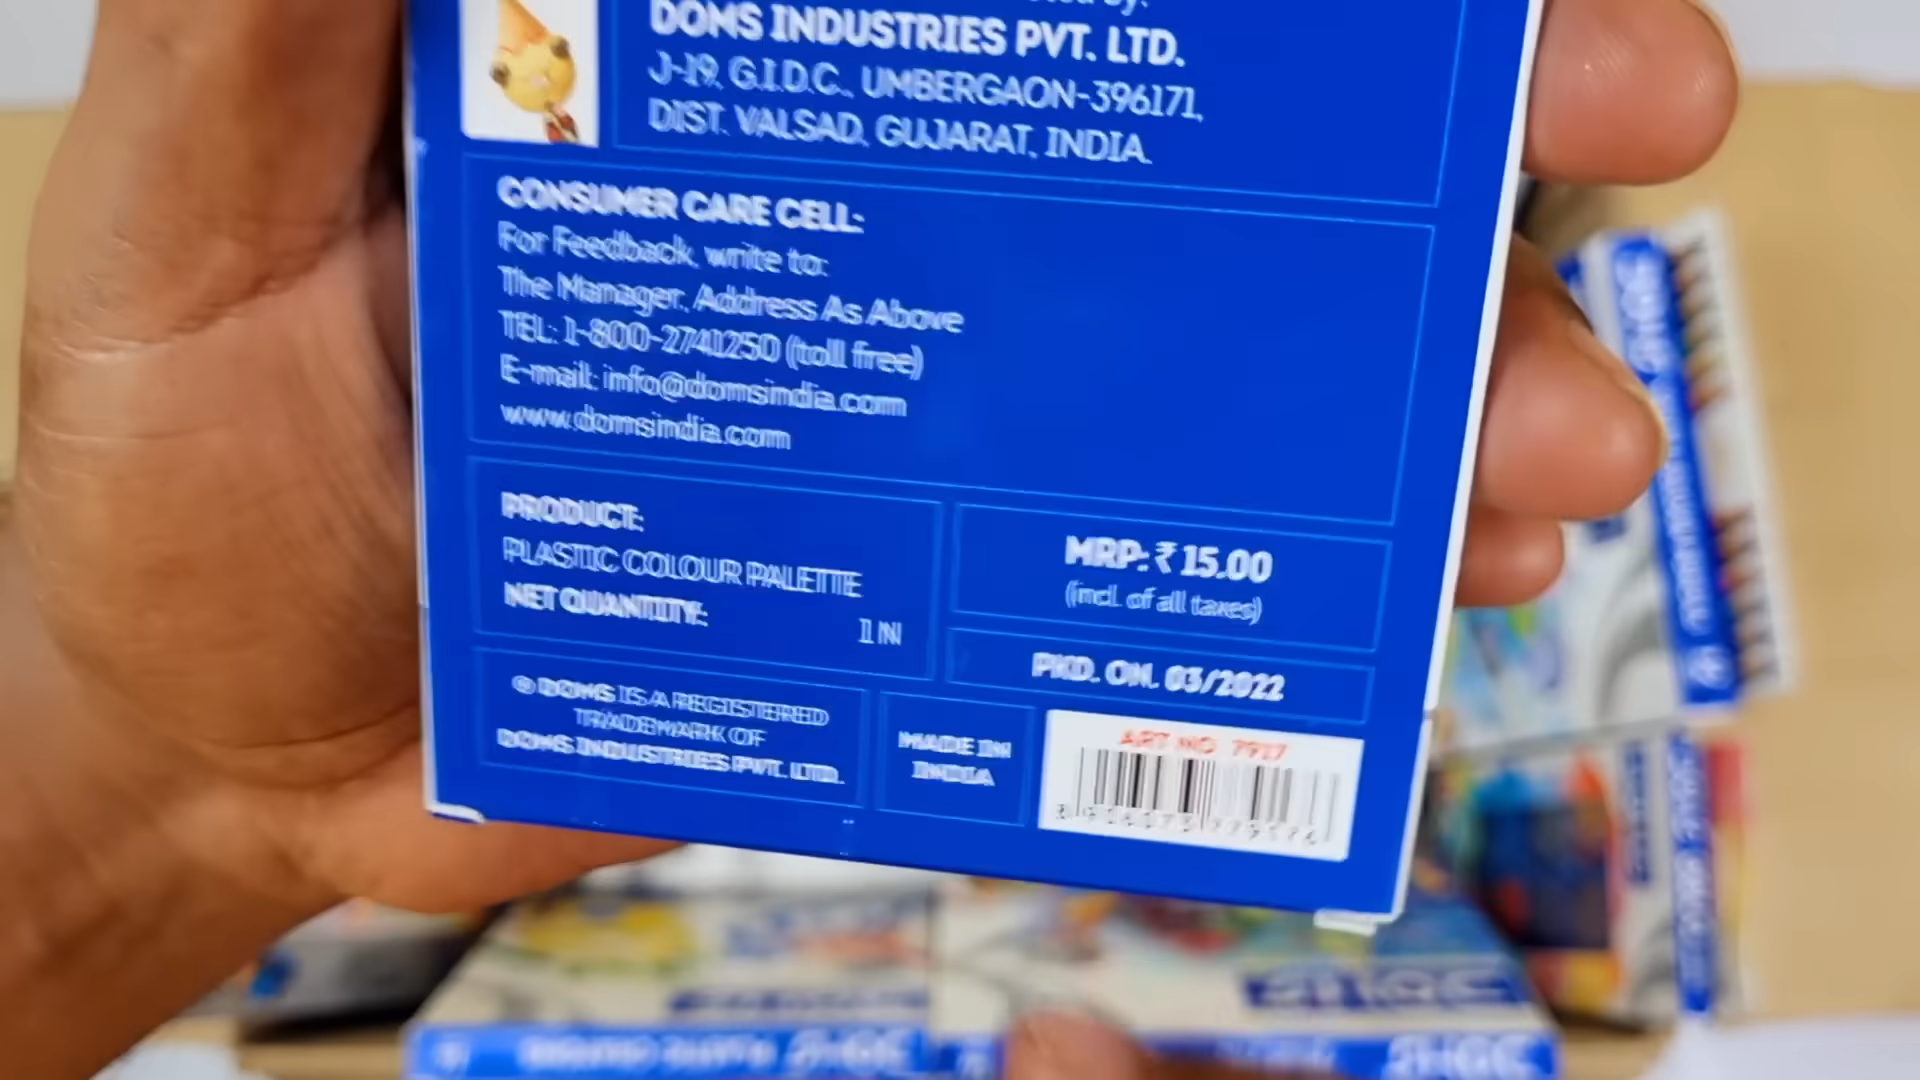 DOMS INDUSTRIES PVT. LTD.
J-19, G.I.D.C., UMBERGAON-396171,
DIST. VALSAD, GUJARAT, INDIA.
CONSUMER CARE CELL:
For Feedback, write to:
The Manager, Address As Above
TEL: 1-800-2741250 (toll free)
E-mail: info@domsindia.com
www.domsindia.com
PRODUCT:
PLASTIC COLOUR PALETTE
NET QUANTITY:
1 N
MRP: ₹ 15.00
(incl. of all taxes)
PKD. ON. 03/2022
® DOMS IS A REGISTERED
TRADEMARK OF
DOMS INDUSTRIES PVT. LTD.
MADE IN
INDIA
ART NO 7917